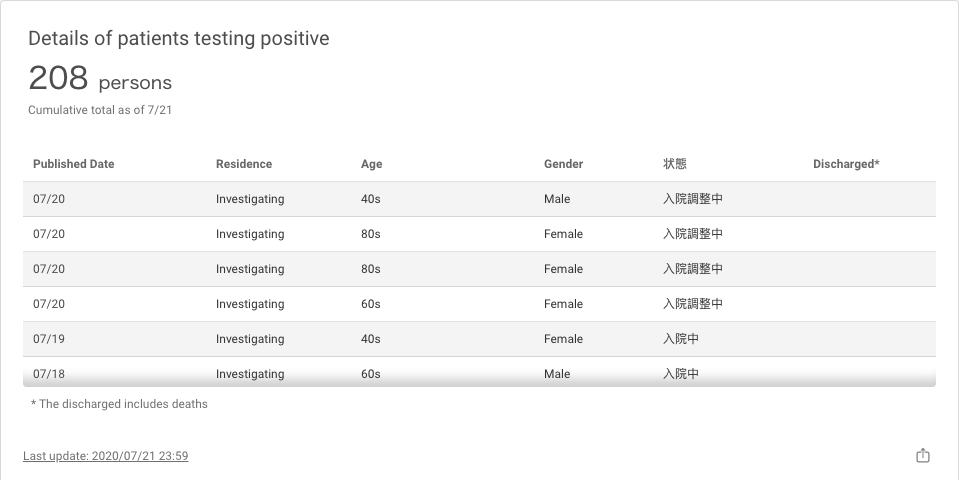 Details of patients testing positive
208 persons
Cumulative total as of 7/21
Published Date Residence Age Gender 状態 Discharged*
07/20 Investigating 40s Male 入院調整中
07/20 Investigating 80s Female 入院調整中
07/20 Investigating 80s Female 入院調整中
07/20 Investigating 60s Female 入院調整中
07/19 Investigating 40s Female 入院中
07/18 Investigating 60s Male 入院中
* The discharged includes deaths
Last update: 2020/07/21 23:59